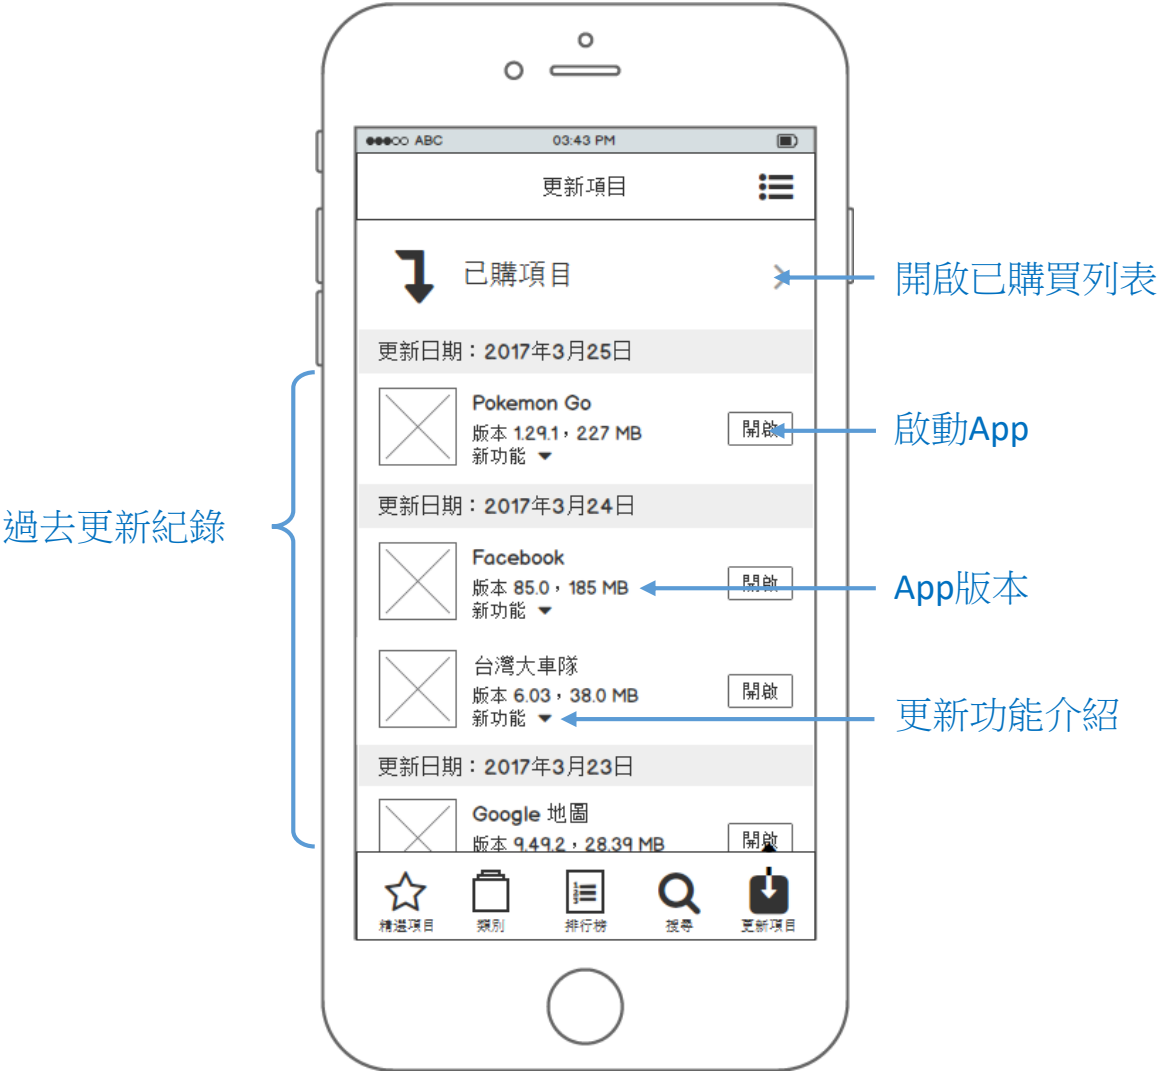 ABC 03:43 PM
更新項目
已購項目
開啟已購買列表
更新日期：2017年3月25日
Pokemon Go
版本 1.29.1，227 MB
新功能
開啟
啟動App
更新日期：2017年3月24日
過去更新紀錄
Facebook
版本 85.0，185 MB
新功能
開啟
App版本
台灣大車隊
版本 6.03，38.0 MB
新功能
開啟
更新功能介紹
更新日期：2017年3月23日
Google 地圖
版本 9.49.2，28.39 MB
開啟
精選項目 類別 排行榜 搜尋 更新項目